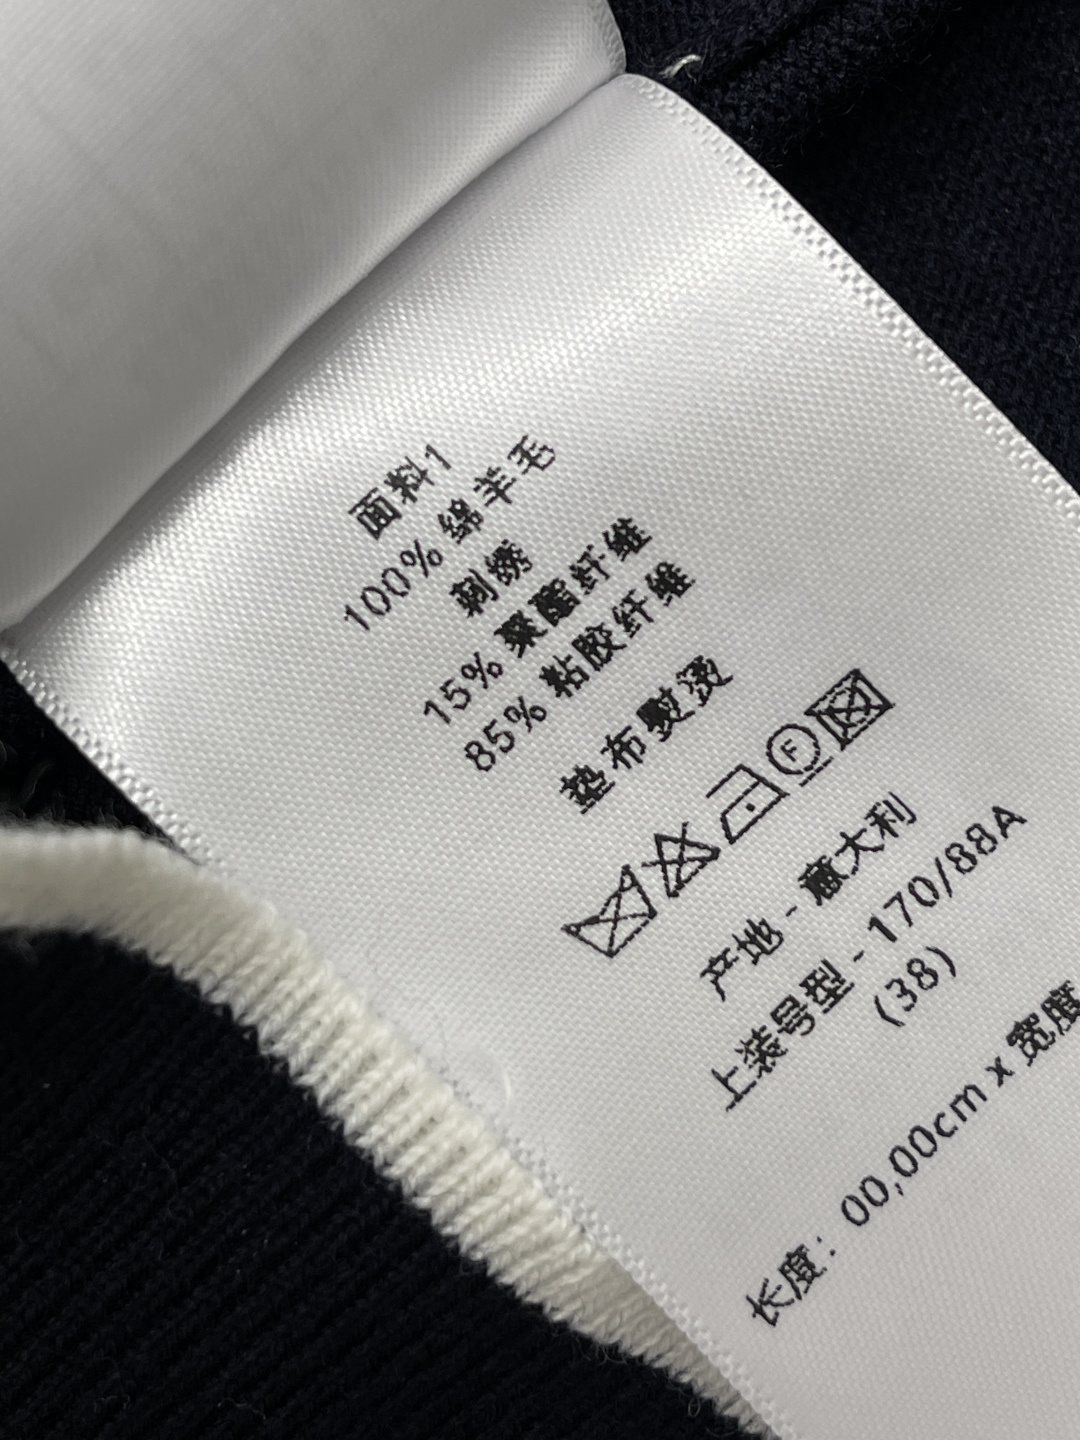 面料1
100% 绵羊毛
刺绣
15% 聚酯纤维
85% 粘胶纤维
垫布熨烫
F
产地 - 意大利
上装号型 - 170/88A
(38)
长度: 00,00cm x 宽度